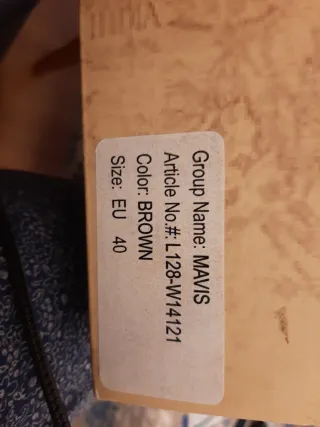 Group Name: MAVIS
Article No.#: L128-W14121
Color: BROWN
Size: EU 40